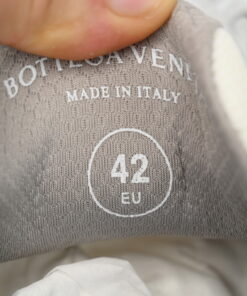 BOTTEGA VENE
MADE IN ITALY
42
EU